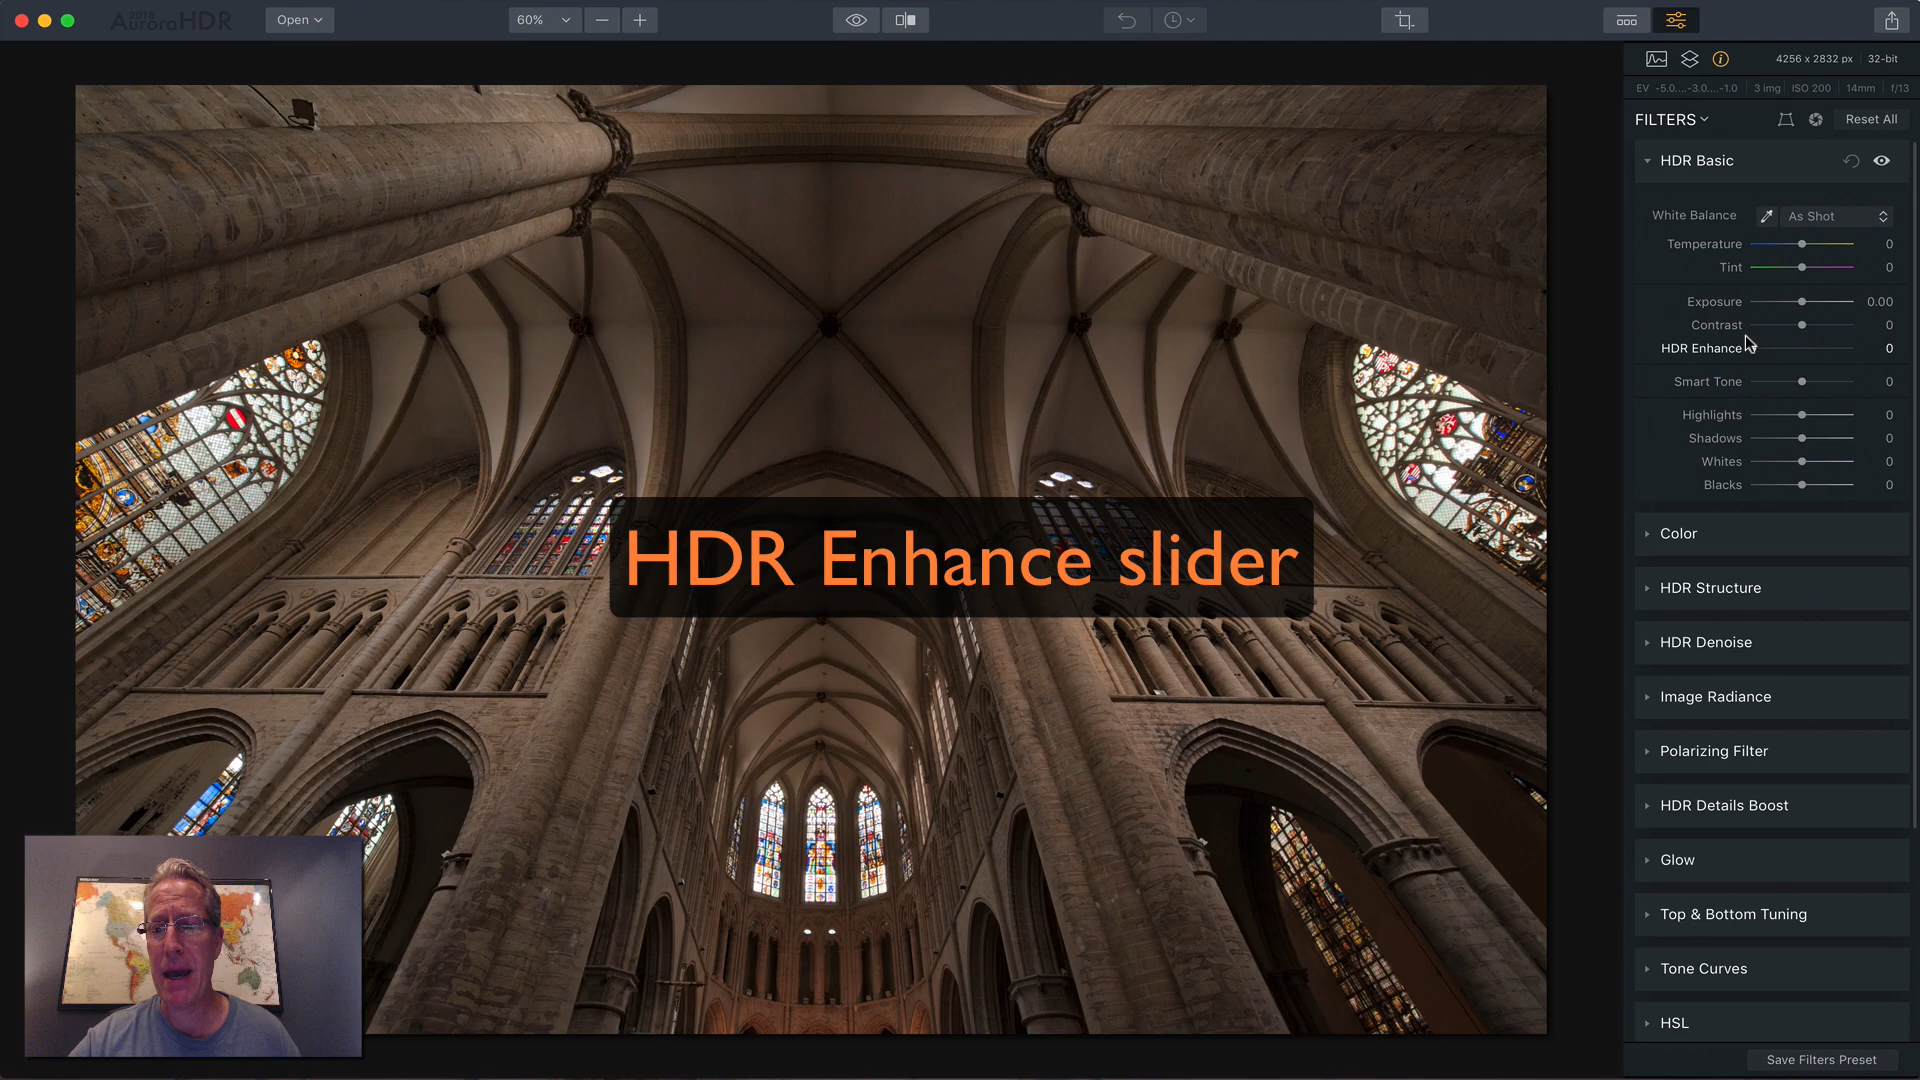 2018
AuroraHDR
Open
60%
4256 x 2832 px
32-bit
EV -5.0....-3.0....-1.0
3 img
ISO 200
14mm
f/13
FILTERS
Reset All
HDR Basic
White Balance
As Shot
Temperature 0
Tint 0
Exposure 0.00
Contrast 0
HDR Enhance 0
Smart Tone 0
Highlights 0
Shadows 0
Whites 0
Blacks 0
HDR Enhance slider
Color
HDR Structure
HDR Denoise
Image Radiance
Polarizing Filter
HDR Details Boost
Glow
Top & Bottom Tuning
Tone Curves
HSL
Save Filters Preset